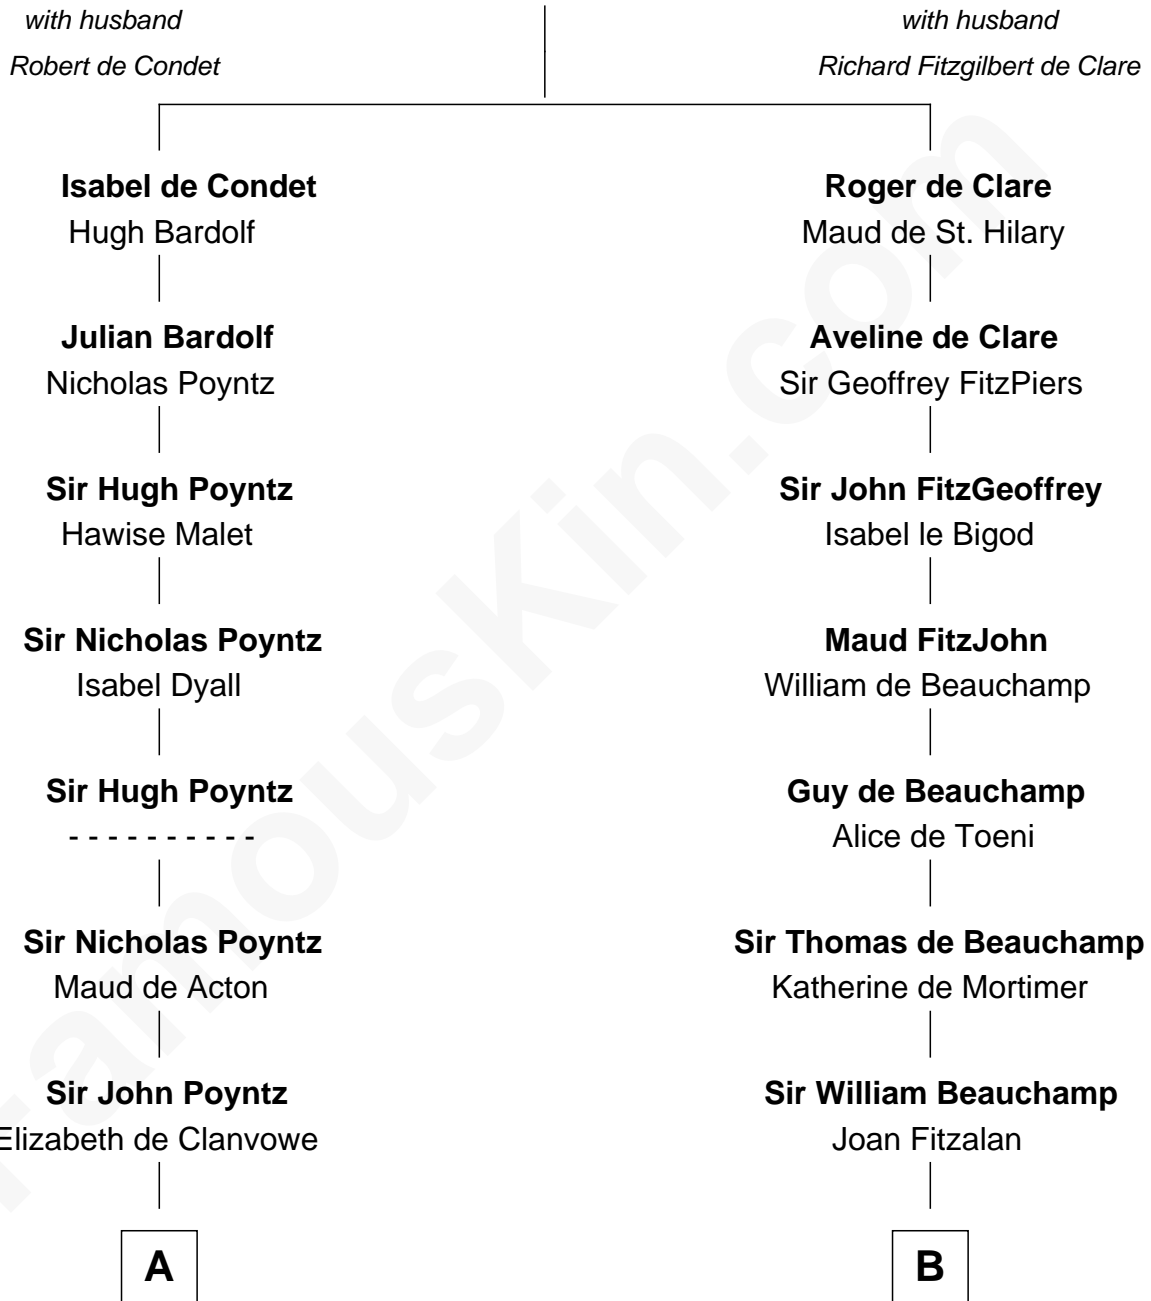 with husband
Robert de Condet
with husband
Richard Fitzgilbert de Clare
Isabel de Condet
Hugh Bardolf
Roger de Clare
Maud de St. Hilary
Julian Bardolf
Nicholas Poyntz
Aveline de Clare
Sir Geoffrey FitzPiers
Sir Hugh Poyntz
Hawise Malet
Sir John FitzGeoffrey
Isabel le Bigod
Sir Nicholas Poyntz
Isabel Dyall
Maud FitzJohn
William de Beauchamp
Sir Hugh Poyntz
- - - - - - - - - -
Guy de Beauchamp
Alice de Toeni
Sir Nicholas Poyntz
Maud de Acton
Sir Thomas de Beauchamp
Katherine de Mortimer
Sir John Poyntz
Elizabeth de Clanvowe
Sir William Beauchamp
Joan Fitzalan
A
B
FamousKin.com